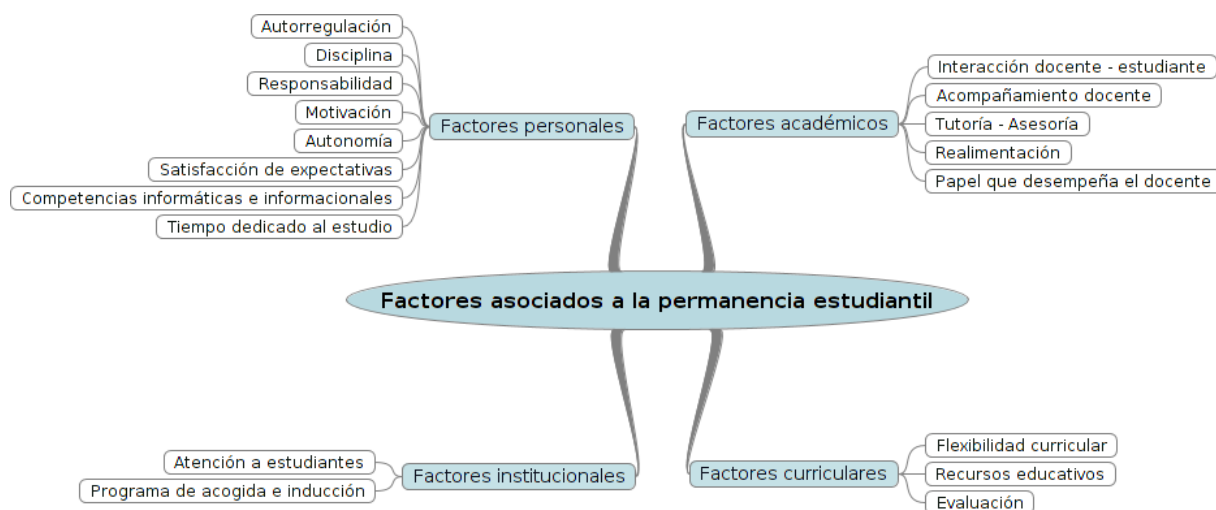 Autorregulación
Disciplina
Responsabilidad
Motivación
Autonomía
Satisfacción de expectativas
Competencias informáticas e informacionales
Tiempo dedicado al estudio
Factores personales
Factores académicos
Interacción docente - estudiante
Acompañamiento docente
Tutoría - Asesoría
Realimentación
Papel que desempeña el docente
Factores asociados a la permanencia estudiantil
Atención a estudiantes
Programa de acogida e inducción
Factores institucionales
Factores curriculares
Flexibilidad curricular
Recursos educativos
Evaluación